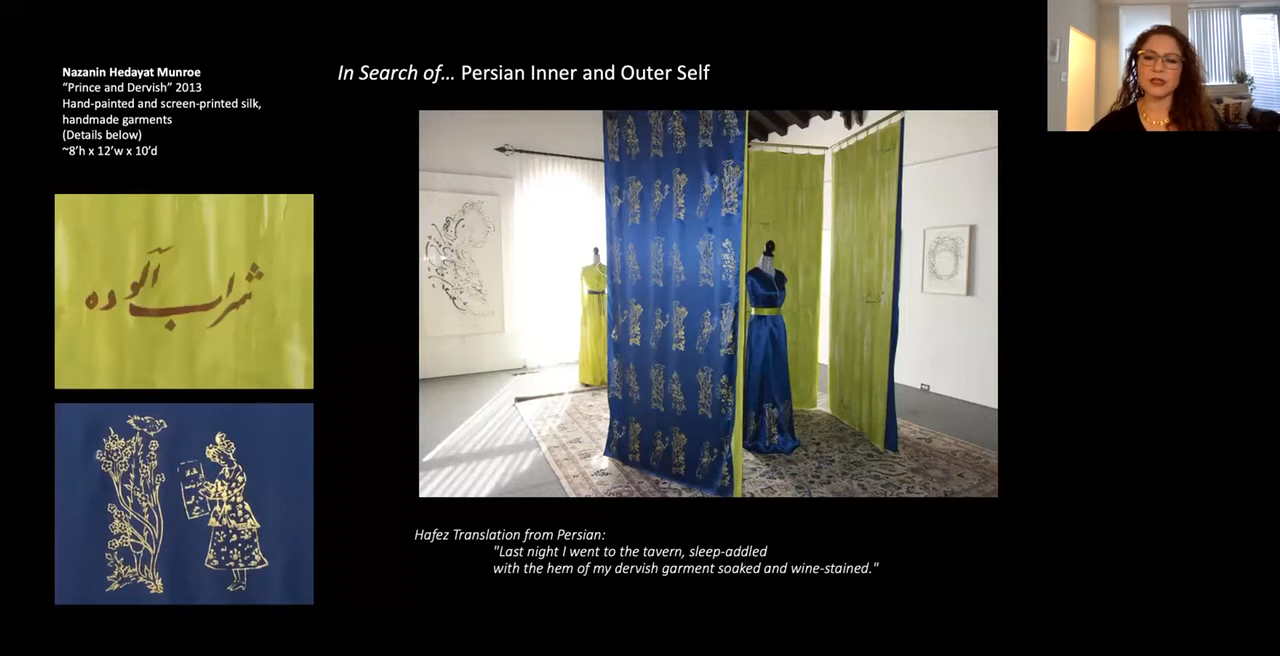 Nazanin Hedayat Munroe
“Prince and Dervish” 2013
Hand-painted and screen-printed silk,
handmade garments
(Details below)
~8’h x 12’w x 10’d
In Search of… Persian Inner and Outer Self
شراب آلوده
Hafez Translation from Persian:
"Last night I went to the tavern, sleep-addled
with the hem of my dervish garment soaked and wine-stained."